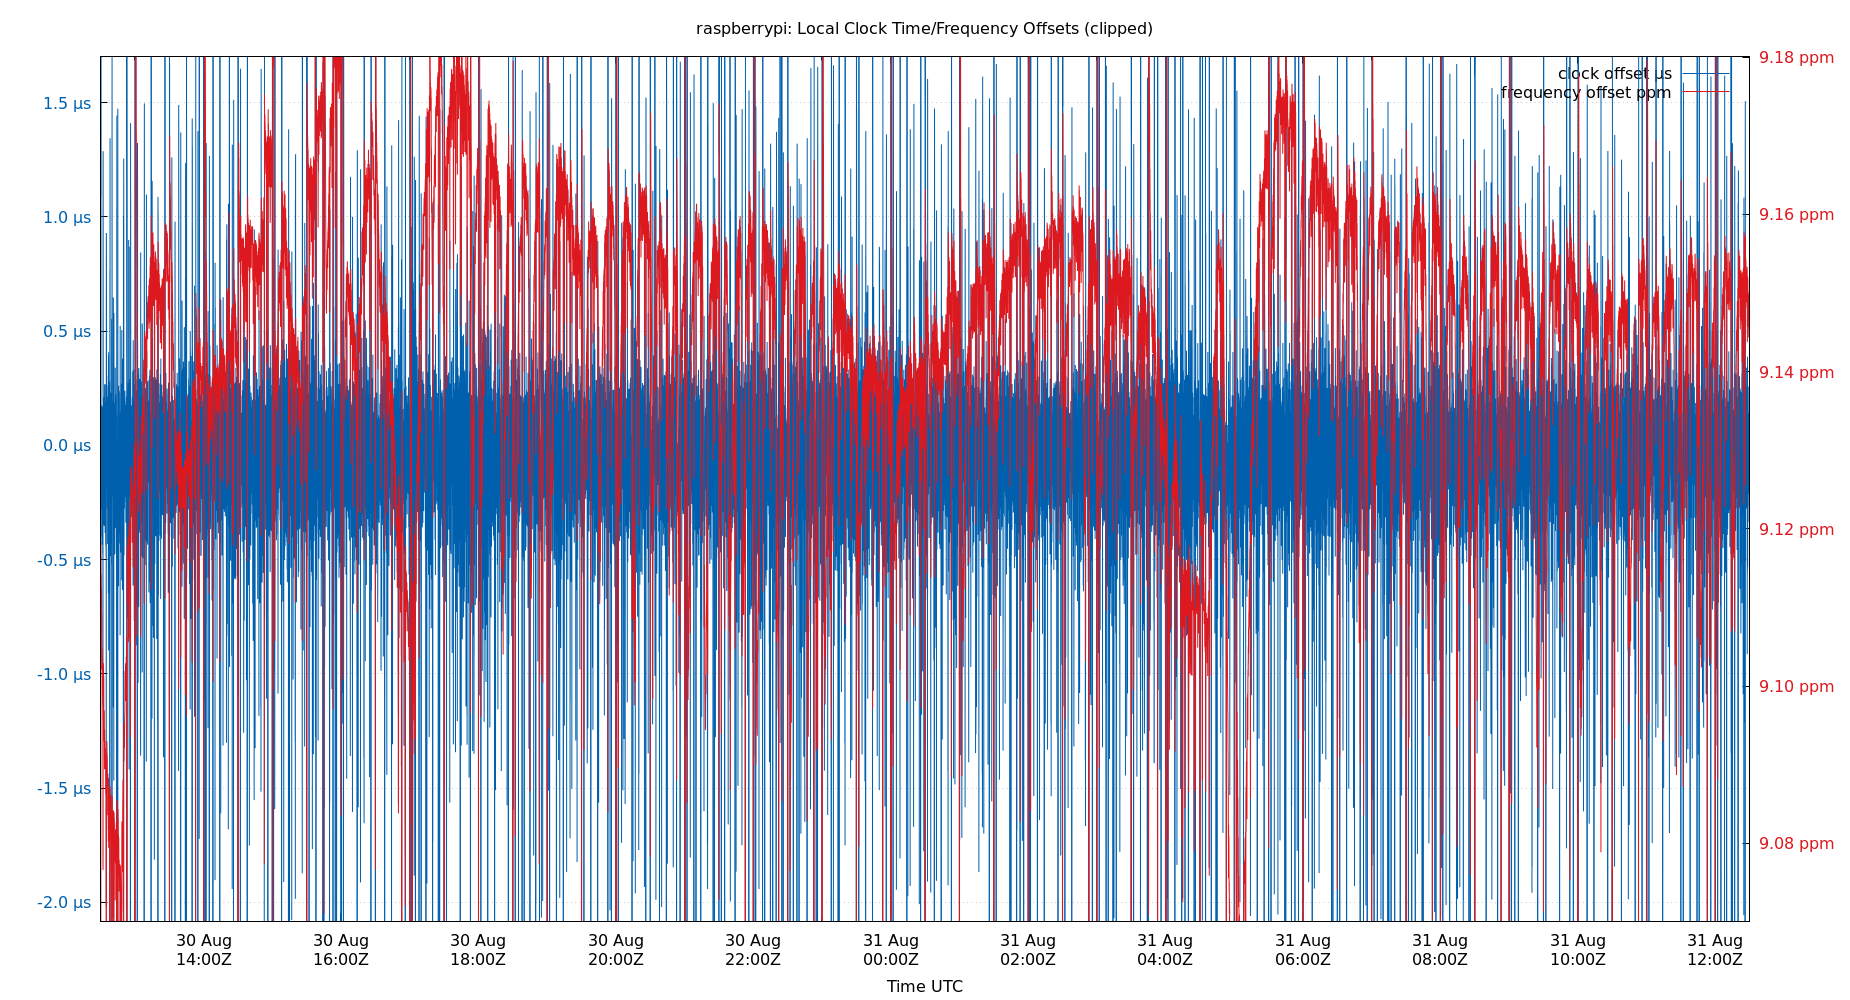 raspberrypi: Local Clock Time/Frequency Offsets (clipped)
clock offset us
frequency offset ppm
1.5 µs
1.0 µs
0.5 µs
0.0 µs
-0.5 µs
-1.0 µs
-1.5 µs
-2.0 µs
9.18 ppm
9.16 ppm
9.14 ppm
9.12 ppm
9.10 ppm
9.08 ppm
30 Aug 30 Aug 30 Aug 30 Aug 30 Aug 31 Aug 31 Aug 31 Aug 31 Aug 31 Aug 31 Aug 31 Aug
14:00Z 16:00Z 18:00Z 20:00Z 22:00Z 00:00Z 02:00Z 04:00Z 06:00Z 08:00Z 10:00Z 12:00Z
Time UTC